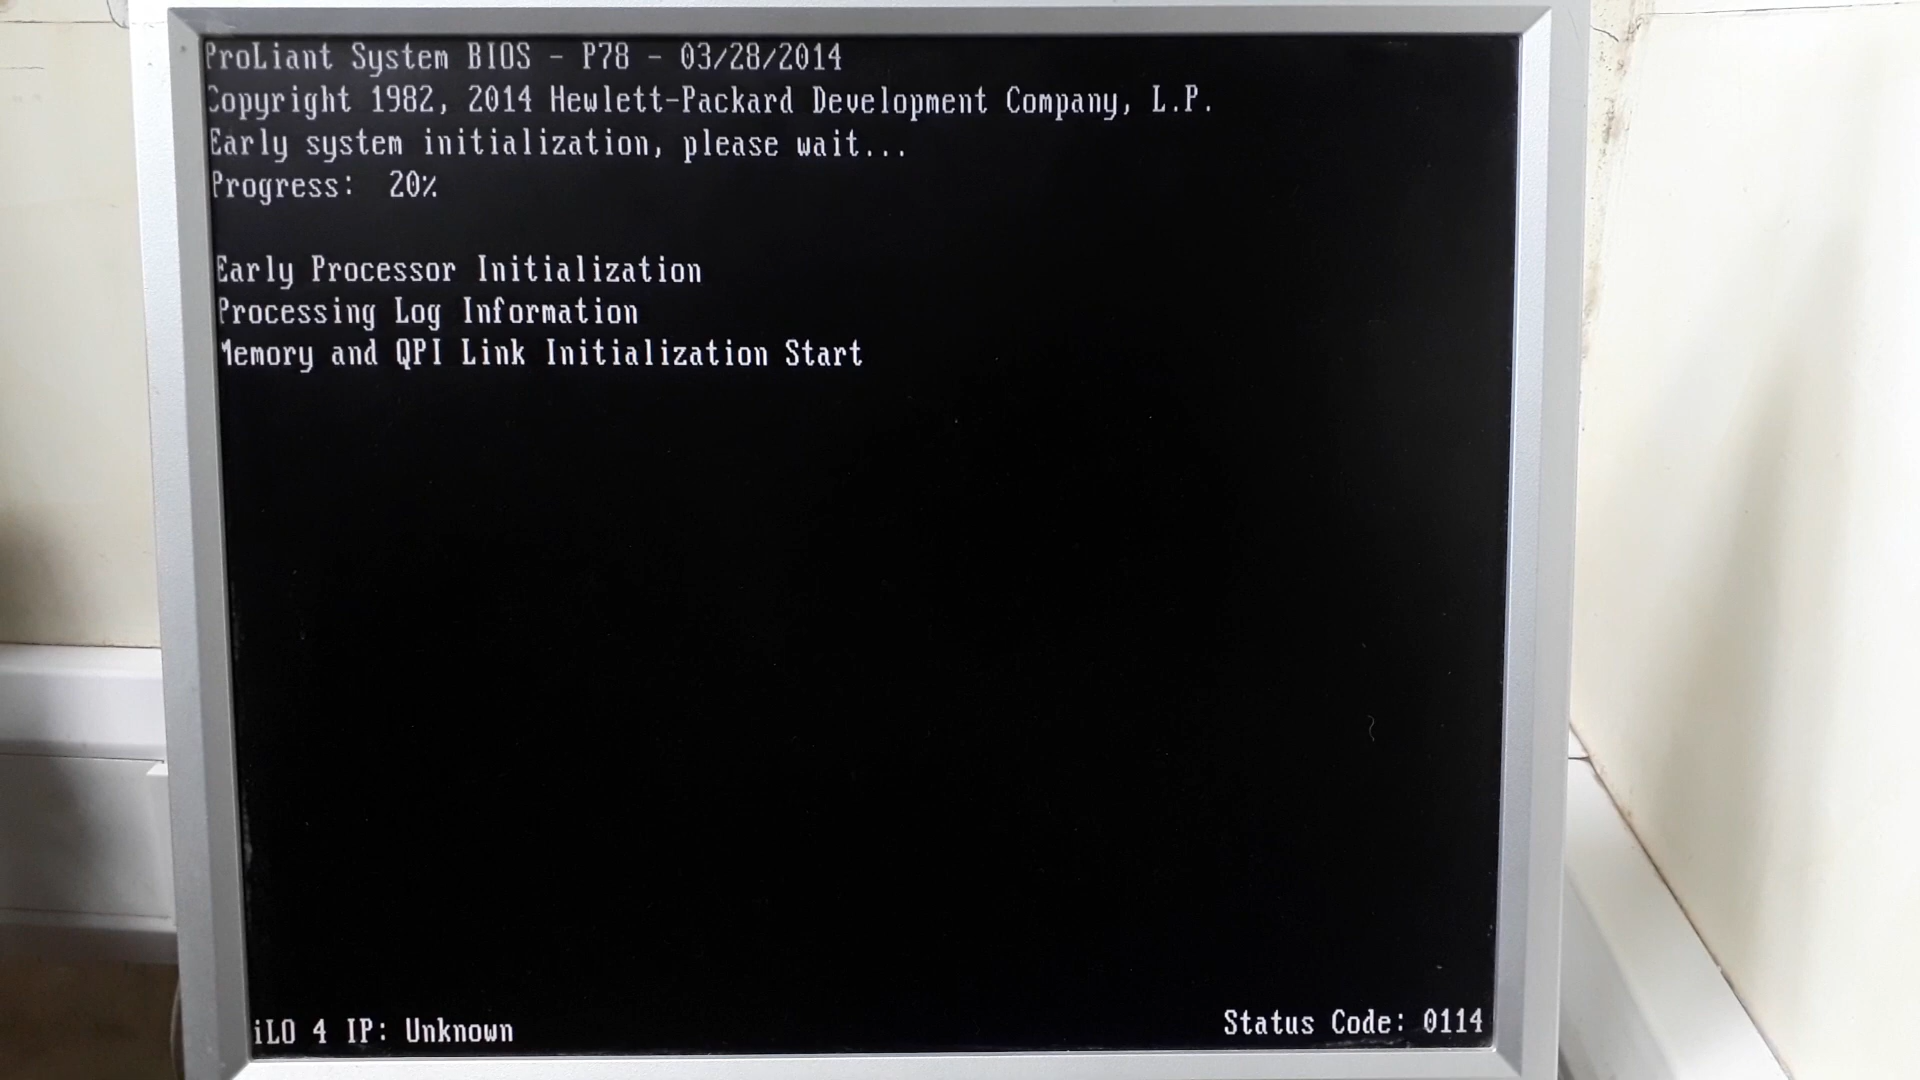 ProLiant System BIOS - P78 - 03/28/2014
Copyright 1982, 2014 Hewlett-Packard Development Company, L.P.
Early system initialization, please wait...
Progress: 20%
Early Processor Initialization
Processing Log Information
Memory and QPI Link Initialization Start
iLO 4 IP: Unknown
Status Code: 0114